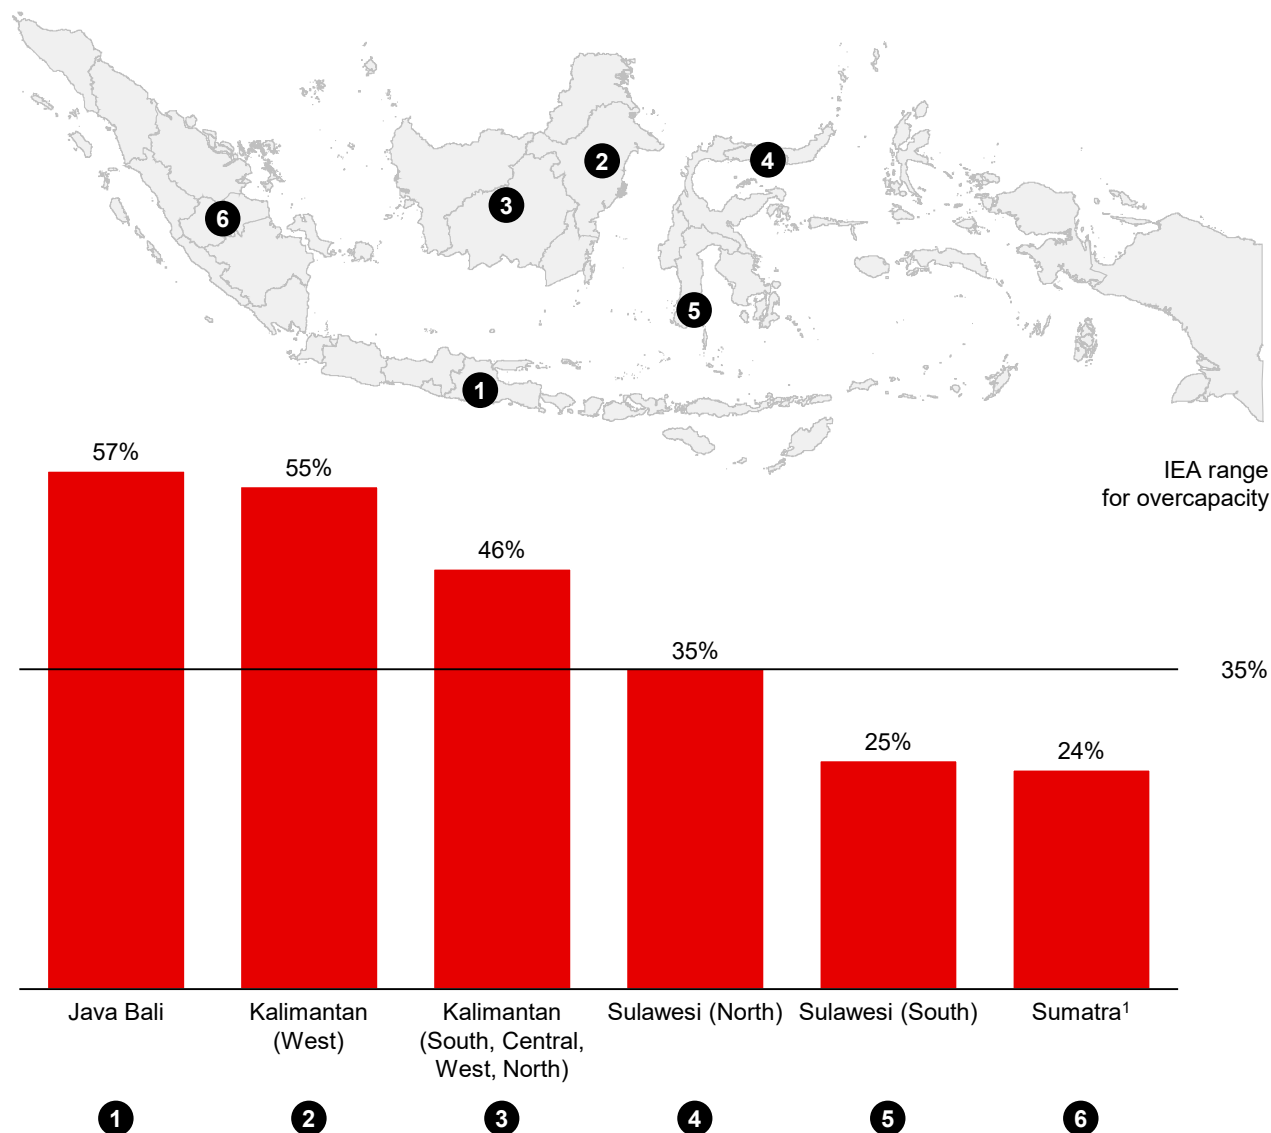 2
4
3
6
5
1
57%
55%
46%
35%
25%
24%
IEA range
for overcapacity
35%
Java Bali
Kalimantan
(West)
Kalimantan
(South, Central,
West, North)
Sulawesi (North)
Sulawesi (South)
Sumatra¹
1
2
3
4
5
6